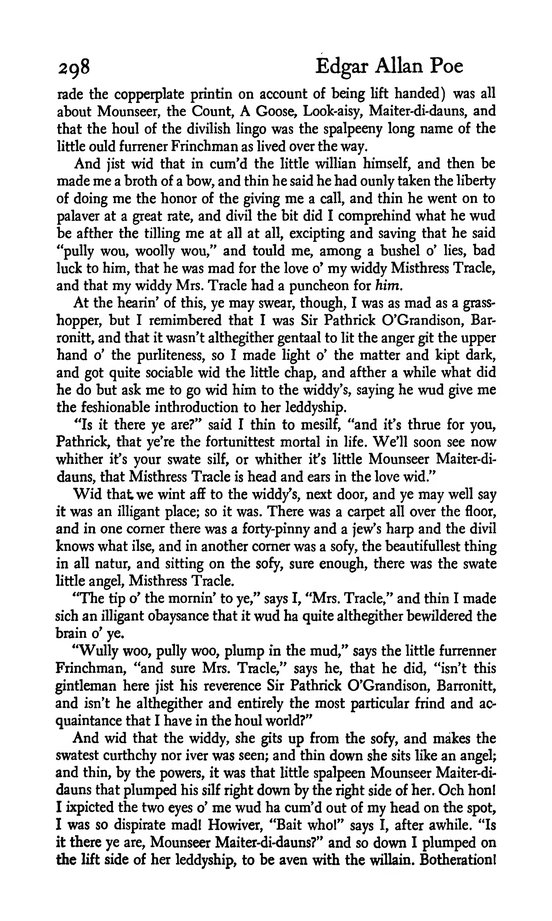 298 Edgar Allan Poe
rade the copperplate printin on account of being lift handed) was all
about Mounseer, the Count, A Goose, Look-aisy, Maiter-di-dauns, and
that the houl of the divilish lingo was the spalpeeny long name of the
little ould furrener Frinchman as lived over the way.
And jist wid that in cum'd the little willian himself, and then be
made me a broth of a bow, and thin he said he had ounly taken the liberty
of doing me the honor of the giving me a call, and thin he went on to
palaver at a great rate, and divil the bit did I comprehind what he wud
be afther the tilling me at all at all, excipting and saving that he said
“pully wou, woolly wou,” and tould me, among a bushel o' lies, bad
luck to him, that he was mad for the love o' my widdy Misthress Tracle,
and that my widdy Mrs. Tracle had a puncheon for him.
At the hearin' of this, ye may swear, though, I was as mad as a grass-
hopper, but I remimbered that I was Sir Pathrick O'Grandison, Bar-
ronitt, and that it wasn't althegither gentaal to lit the anger git the upper
hand o' the purliteness, so I made light o' the matter and kipt dark,
and got quite sociable wid the little chap, and afther a while what did
he do but ask me to go wid him to the widdy's, saying he wud give me
the feshionable inthroduction to her leddyship.
“Is it there ye are?” said I thin to mesilf, “and it's thrue for you,
Pathrick, that ye're the fortunittest mortal in life. We'll soon see now
whither it's your swate silf, or whither it's little Mounseer Maiter-di-
dauns, that Misthress Tracle is head and ears in the love wid.”
Wid that we wint aff to the widdy's, next door, and ye may well say
it was an illigant place; so it was. There was a carpet all over the floor,
and in one corner there was a forty-pinny and a jew's harp and the divil
knows what ilse, and in another corner was a sofy, the beautifullest thing
in all natur, and sitting on the sofy, sure enough, there was the swate
little angel, Misthress Tracle.
“The tip o' the mornin' to ye,” says I, “Mrs. Tracle,” and thin I made
sich an illigant obaysance that it wud ha quite althegither bewildered the
brain o' ye.
“Wully woo, pully woo, plump in the mud,” says the little furrenner
Frinchman, “and sure Mrs. Tracle,” says he, that he did, “isn't this
gintleman here jist his reverence Sir Pathrick O'Grandison, Barronitt,
and isn't he althegither and entirely the most particular frind and ac-
quaintance that I have in the houl world?”
And wid that the widdy, she gits up from the sofy, and makes the
swatest curthchy nor iver was seen; and thin down she sits like an angel;
and thin, by the powers, it was that little spalpeen Mounseer Maiter-di-
dauns that plumped his silf right down by the right side of her. Och hon!
I ixpicted the two eyes o' me wud ha cum'd out of my head on the spot,
I was so dispirate mad! Howiver, “Bait who!” says I, after awhile. “Is
it there ye are, Mounseer Maiter-di-dauns?” and so down I plumped on
the lift side of her leddyship, to be aven with the willain. Botheration!